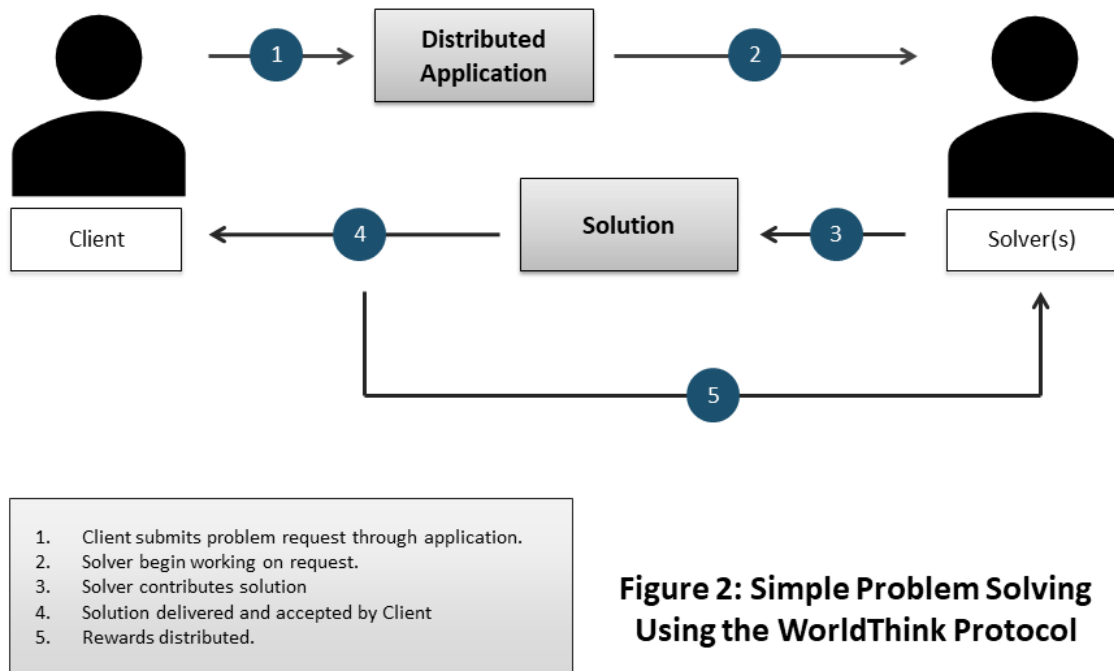 1
Distributed
Application
2
Client
4
Solution
3
Solver(s)
5
1. Client submits problem request through application.
2. Solver begin working on request.
3. Solver contributes solution
4. Solution delivered and accepted by Client
5. Rewards distributed.
Figure 2: Simple Problem Solving
Using the WorldThink Protocol